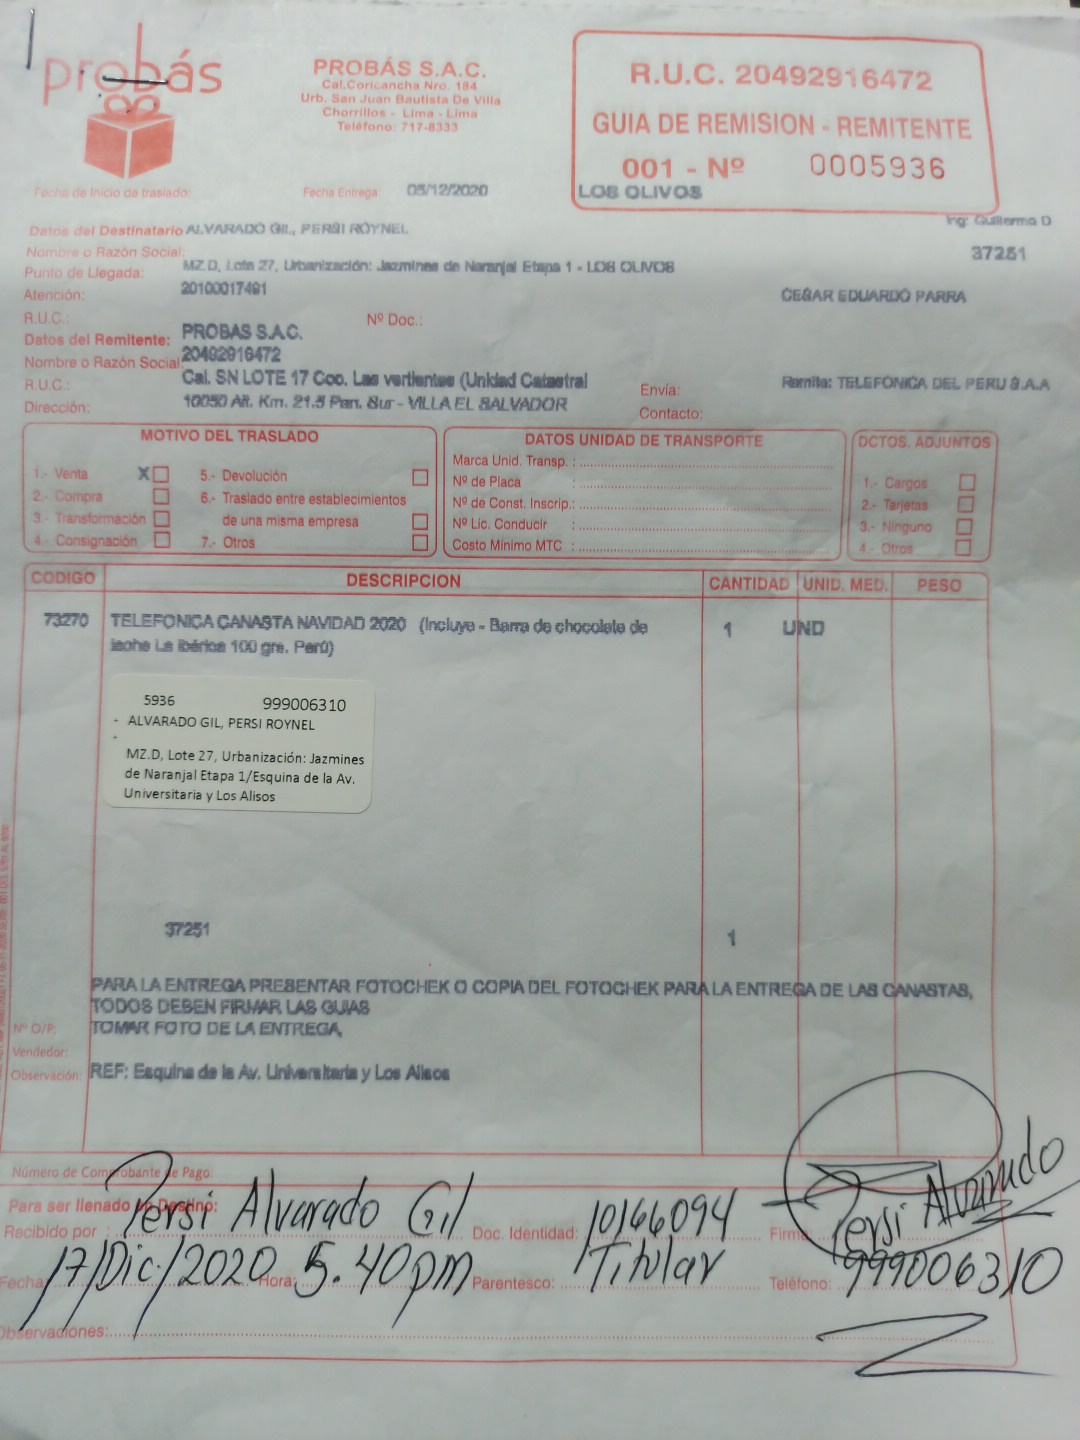 probás
PROBÁS S.A.C.
Cal.Coricancha Nro. 184
Urb. San Juan Bautista De Villa
Chorrillos - Lima - Lima
Teléfono: 717-8333
R.U.C. 20492916472
GUIA DE REMISION - REMITENTE
001 - Nº 0005936
LOS OLIVOS
Fecha de Inicio de traslado:
Fecha Entrega: 05/12/2020
Ing: Guillermo D
37251
Datos del Destinatario ALVARADO GIL, PERSI ROYNEL
Nombre o Razón Social:
Punto de Llegada: MZ.D, Lote 27, Urbanización: Jazmines de Naranjal Etapa 1 - LOS OLIVOS
Atención: 20100017491
CESAR EDUARDO PARRA
R.U.C.: Nº Doc.:
Datos del Remitente: PROBAS S.A.C.
Nombre o Razón Social 20492916472
R.U.C.: Cal. SN LOTE 17 Coo. Las vertientes (Unidad Catastral
Envía: Remite: TELEFONICA DEL PERU S.A.A
Dirección: 10050 Alt. Km. 21.5 Pan. Sur - VILLA EL SALVADOR
Contacto:
MOTIVO DEL TRASLADO
1.- Venta X
2.- Compra
3.- Transformación
4.- Consignación
5.- Devolución
6.- Traslado entre establecimientos
de una misma empresa
7.- Otros
DATOS UNIDAD DE TRANSPORTE
Marca Unid. Transp. :
Nº de Placa :
Nº de Const. Inscrip.:
Nº Lic. Conducir :
Costo Mínimo MTC :
DCTOS. ADJUNTOS
1.- Cargos
2.- Tarjetas
3.- Ninguno
4.- Otros
CODIGO DESCRIPCION CANTIDAD UNID. MED. PESO
73270 TELEFONICA CANASTA NAVIDAD 2020 (Incluye - Barra de chocolate de 1 UND
leche La Ibérica 100 grs. Perú)
5936 999006310
ALVARADO GIL, PERSI ROYNEL
MZ.D, Lote 27, Urbanización: Jazmines
de Naranjal Etapa 1/Esquina de la Av.
Universitaria y Los Alisos
37251 1
PARA LA ENTREGA PRESENTAR FOTOCHEK O COPIA DEL FOTOCHEK PARA LA ENTREGA DE LAS CANASTAS,
TODOS DEBEN FIRMAR LAS GUIAS
Nº O/P: TOMAR FOTO DE LA ENTREGA,
Vendedor:
Observación: REF: Esquina de la Av. Universitaria y Los Alisos
Número de Comprobante de Pago:
Para ser llenado en Destino:
Recibido por : Persi Alvarado Gil Doc. Identidad: 10166094 Firma Persi Alvarado
Fecha: 17/Dic/2020 Hora: 5.40pm Parentesco: Titular Teléfono: 999006310
Observaciones: